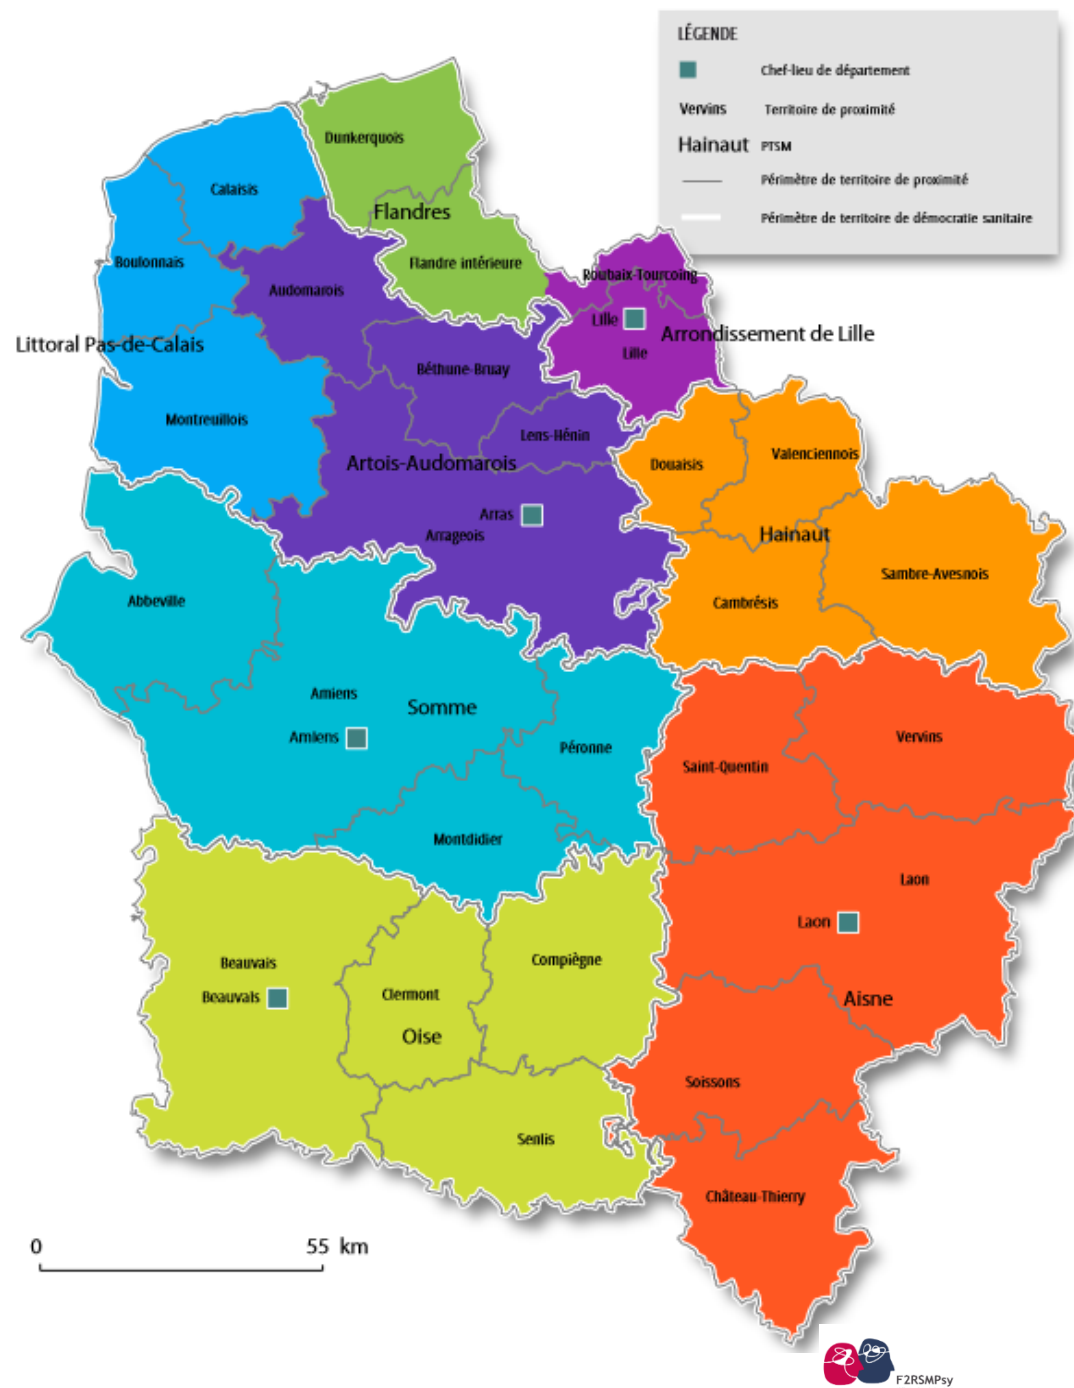 LÉGENDE
Chef-lieu de département
Vervins Territoire de proximité
Hainaut PTSM
Périmètre de territoire de proximité
Périmètre de territoire de démocratie sanitaire
Dunkerquois
Calaisis
Flandres
Boulonnais
Flandre intérieure
Roubaix-Tourcoing
Audomarois
Lille
Arrondissement de Lille
Littoral Pas-de-Calais
Lille
Béthune-Bruay
Montreuillois
Lens-Hénin
Valenciennois
Artois-Audomarois
Douaisis
Arras
Arrageois
Hainaut
Sambre-Avesnois
Abbeville
Cambrésis
Amiens
Somme
Amiens
Vervins
Péronne
Saint-Quentin
Montdidier
Laon
Laon
Beauvais
Compiègne
Beauvais
Clermont
Aisne
Oise
Soissons
Senlis
Château-Thierry
0 55 km
F2RSMPsy